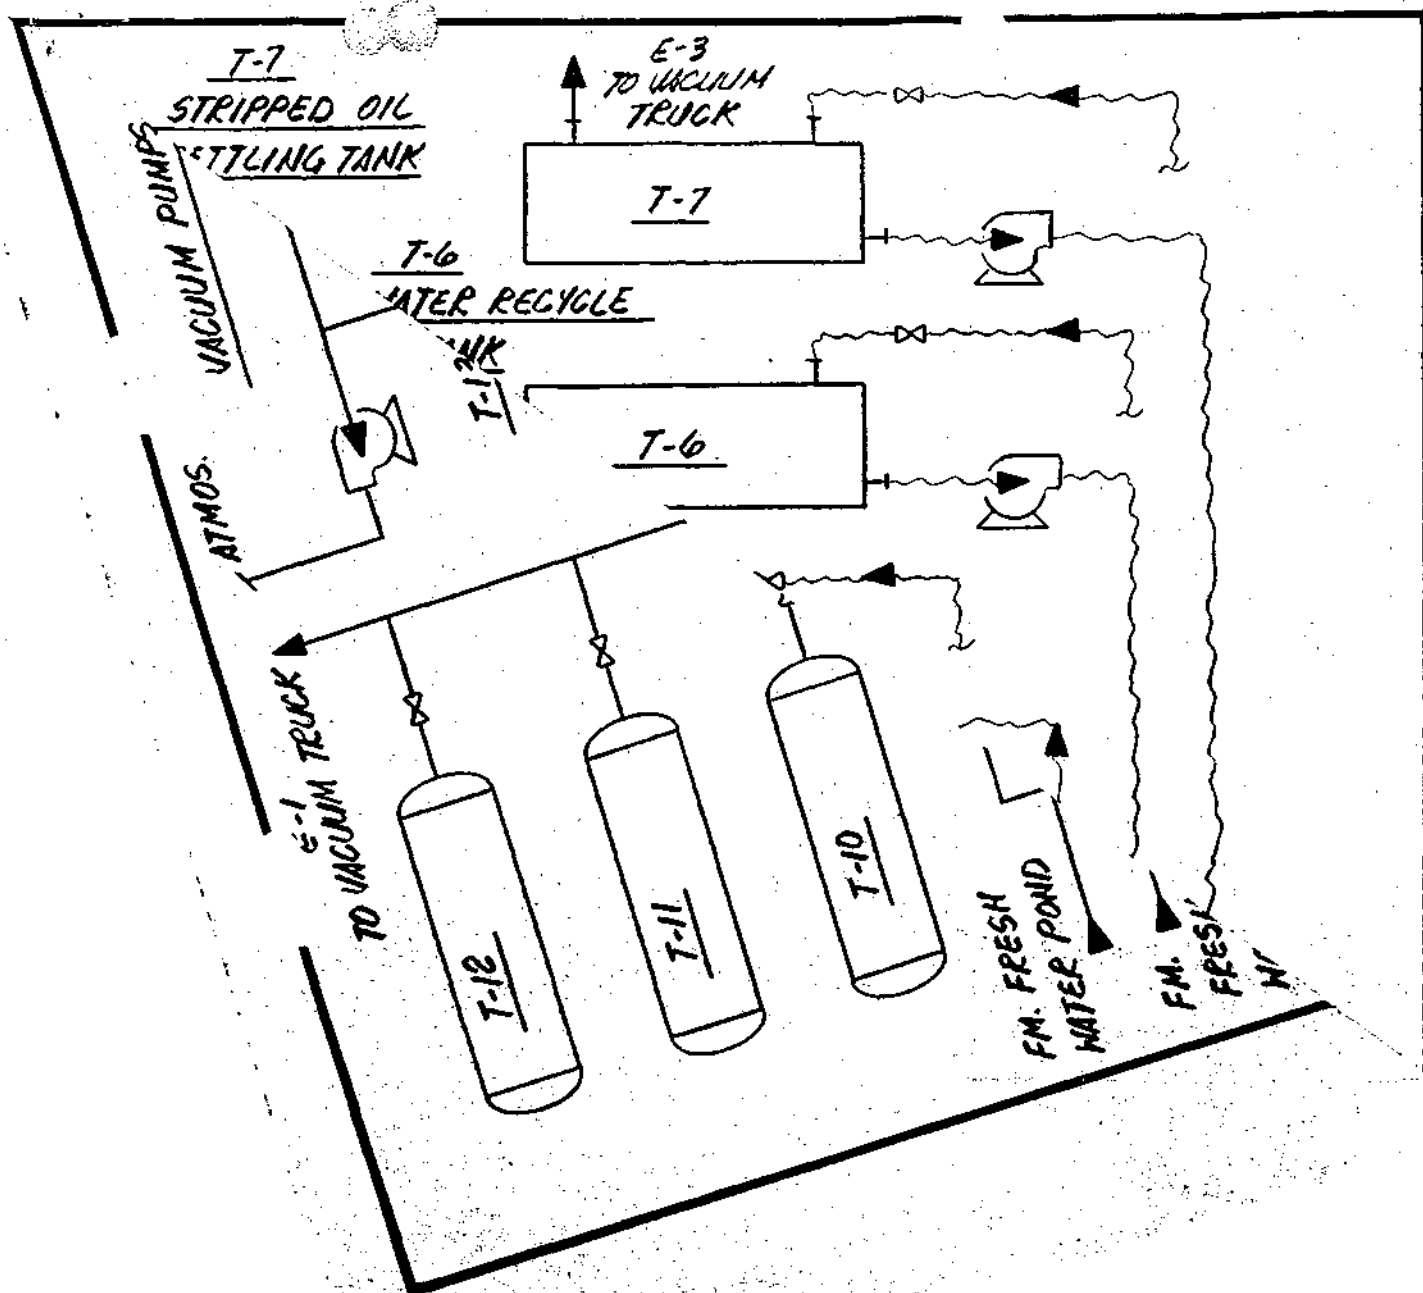 T-7
STRIPPED OIL
TTLING TANK
E-3
TO VACUUM
TRUCK
T-7
VACUUM PUMPS
T-6
ATER RECYCLE
NK
T-6
ATMOS.
E-1
TO VACUUM TRUCK
T-12
T-11
T-10
FM. FRESH
WATER POND
FM.
FRESH
W